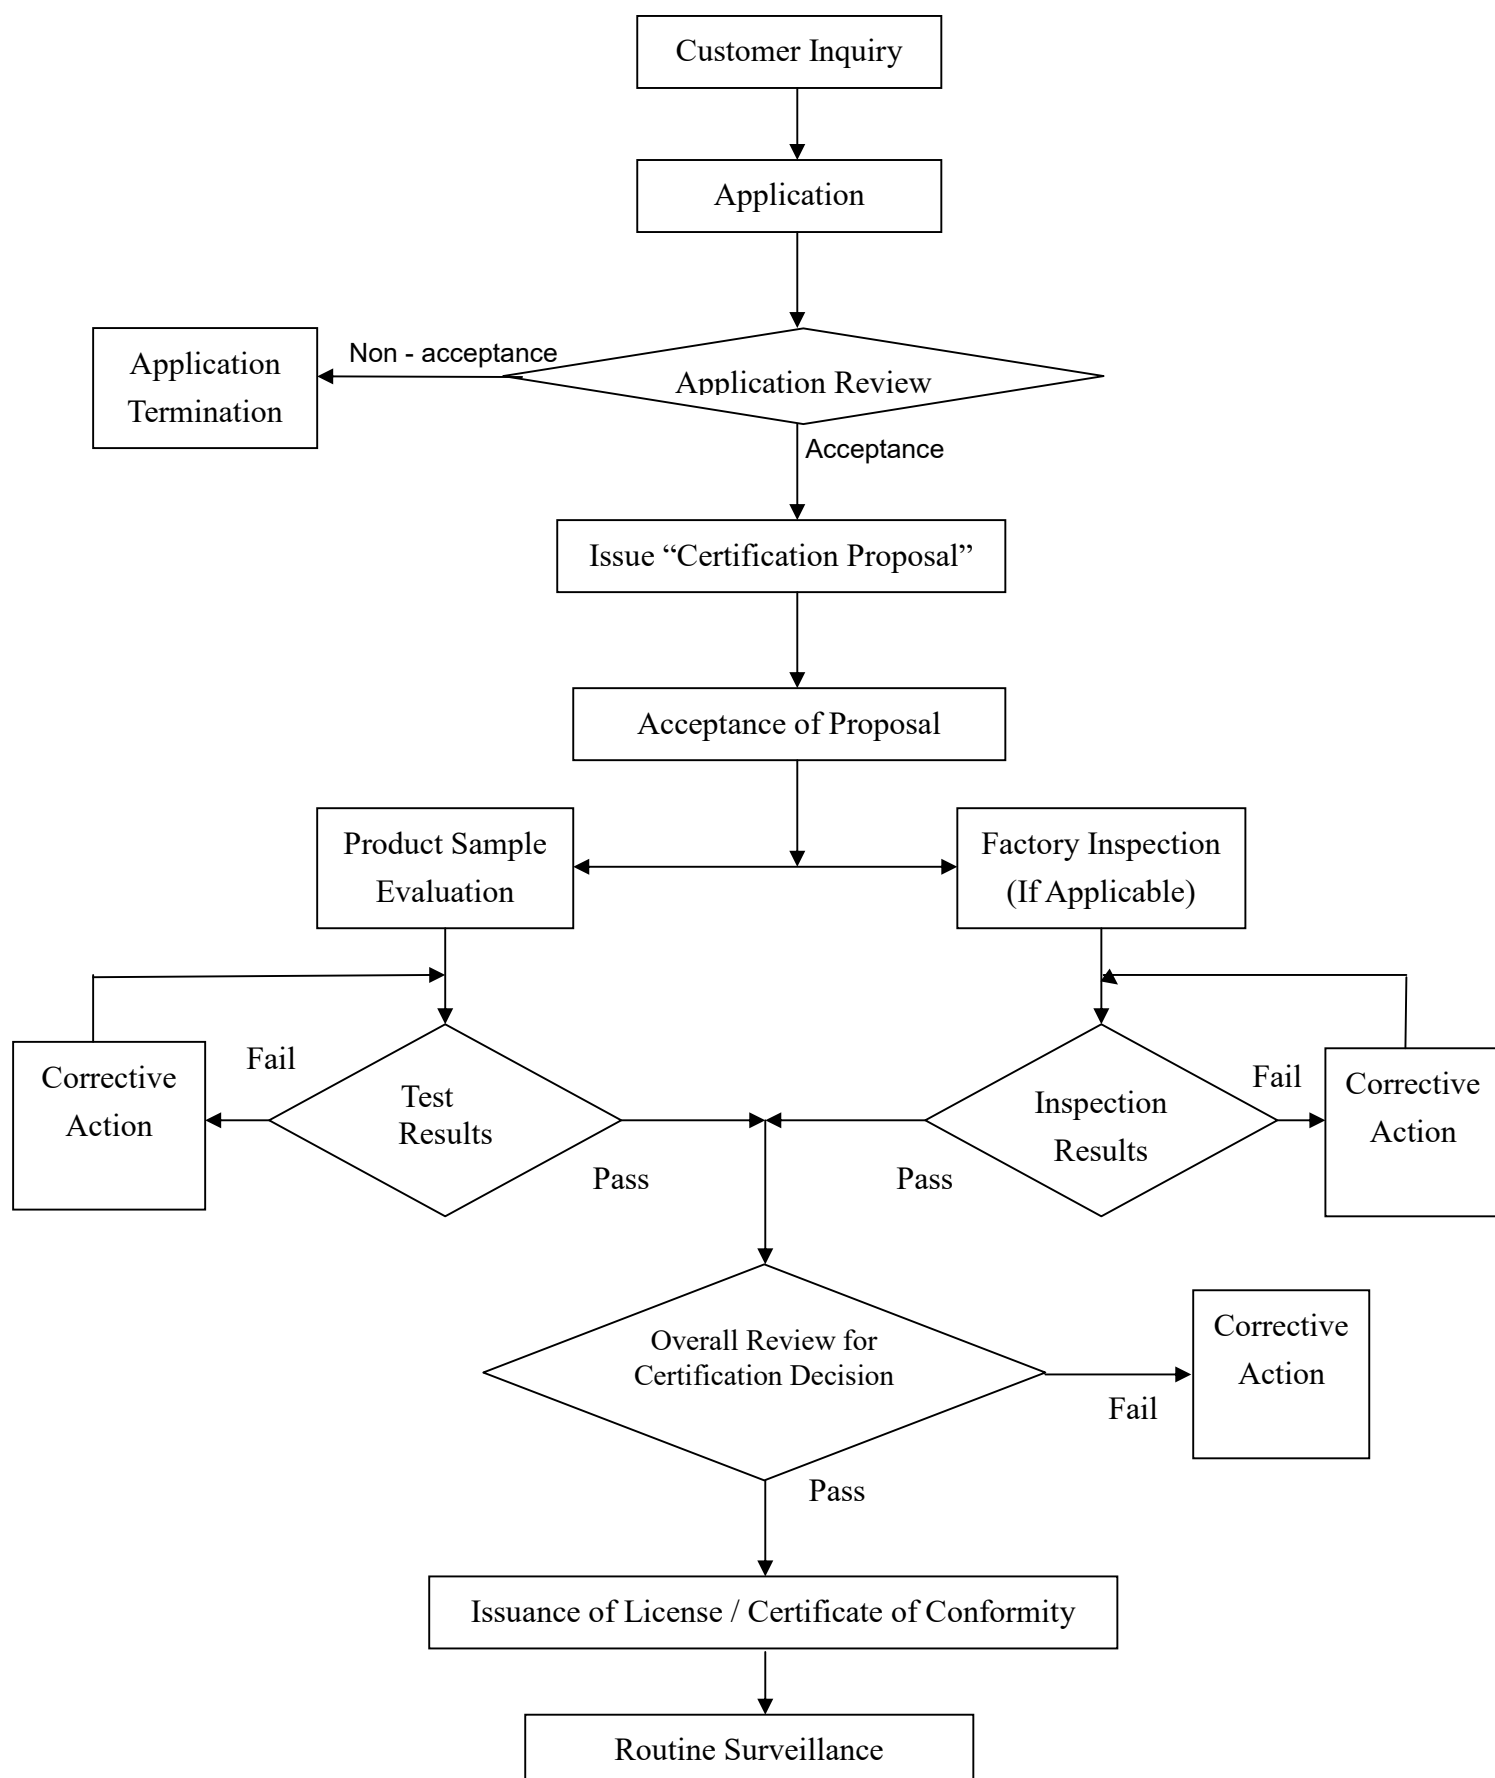 Customer Inquiry
Application
Application
Termination
Non - acceptance
Application Review
Acceptance
Issue “Certification Proposal”
Acceptance of Proposal
Product Sample
Evaluation
Factory Inspection
(If Applicable)
Corrective
Action
Fail
Test
Results
Pass
Inspection
Results
Pass
Fail
Corrective
Action
Overall Review for
Certification Decision
Fail
Corrective
Action
Pass
Issuance of License / Certificate of Conformity
Routine Surveillance